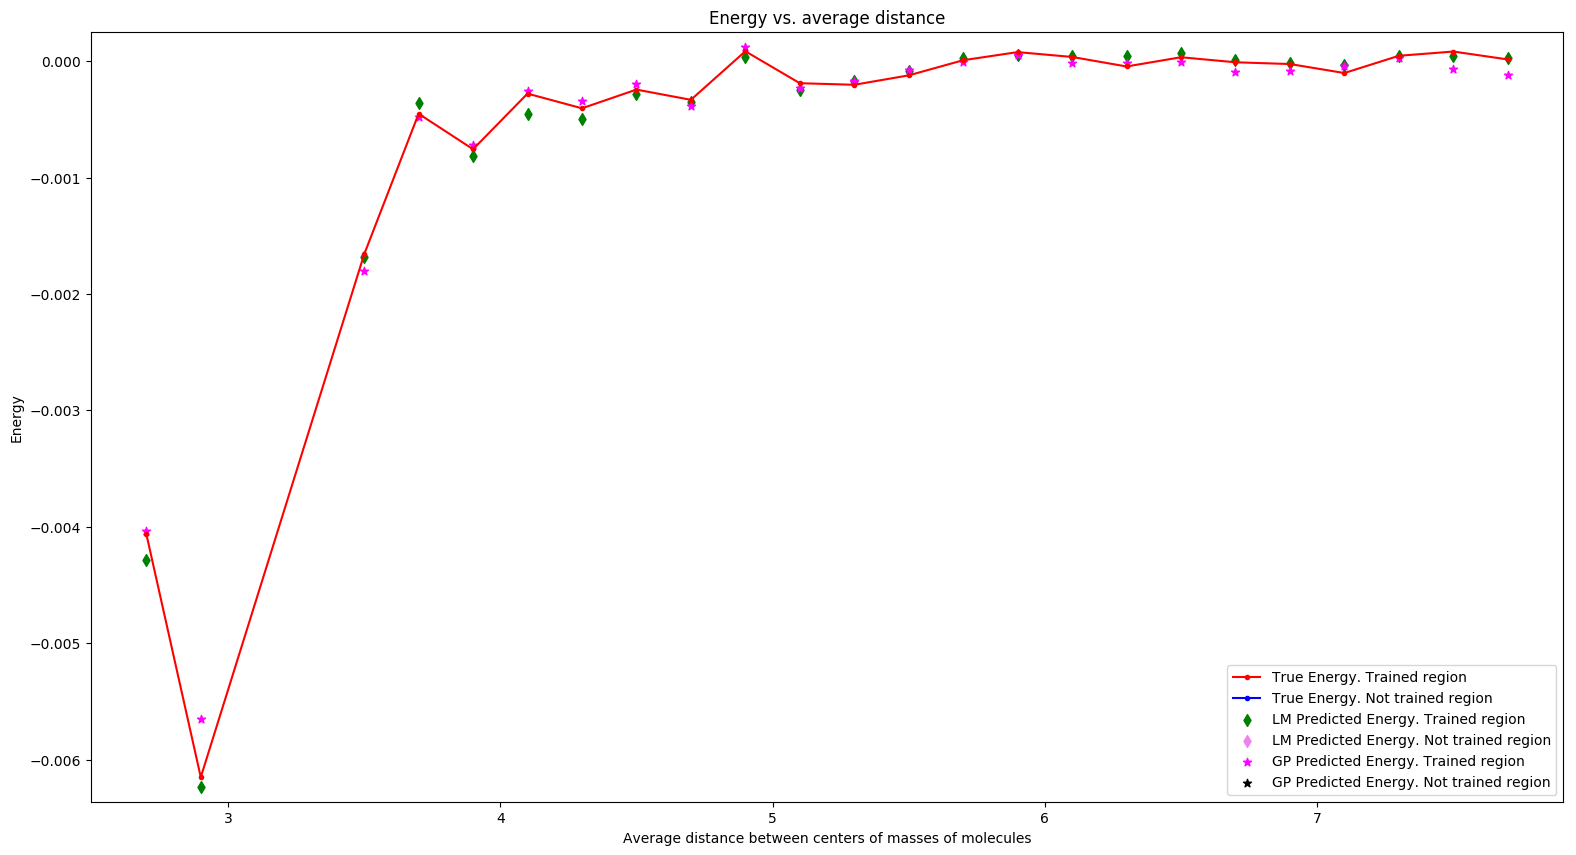 Energy vs. average distance
0.000
−0.001
−0.002
−0.003
−0.004
−0.005
−0.006
Energy
3 4 5 6 7
Average distance between centers of masses of molecules
True Energy. Trained region
True Energy. Not trained region
LM Predicted Energy. Trained region
LM Predicted Energy. Not trained region
GP Predicted Energy. Trained region
GP Predicted Energy. Not trained region